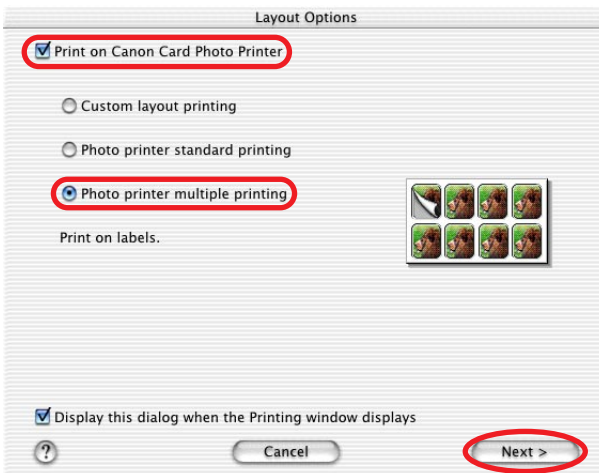 Layout Options
Print on Canon Card Photo Printer
Custom layout printing
Photo printer standard printing
Photo printer multiple printing
Print on labels.
Display this dialog when the Printing window displays
? Cancel Next >